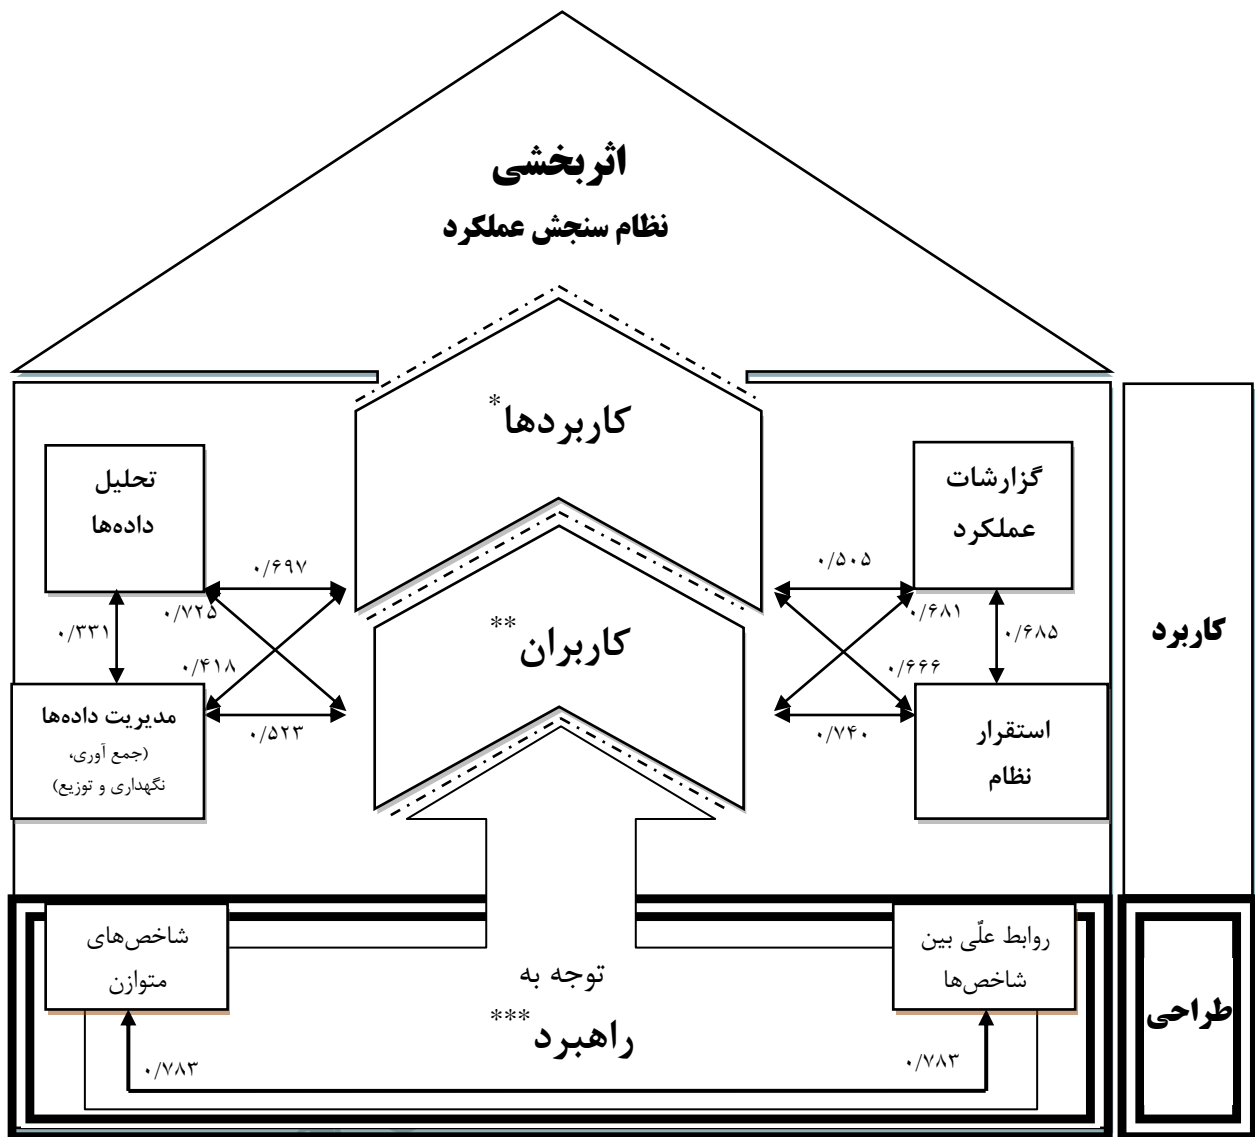 اثربخشی
نظام سنجش عملکرد
کاربردها*
گزارشات
عملکرد
تحلیل
داده‌ها
۰/۵۰۵
۰/۶۹۷
۰/۶۸۱
۰/۷۲۵
۰/۶۸۵
۰/۳۳۱
کاربران**
کاربرد
۰/۶۶۶
۰/۴۱۸
استقرار
نظام
مدیریت داده‌ها
(جمع آوری،
نگهداری و توزیع)
۰/۷۴۰
۰/۵۲۳
روابط علّی بین
شاخص‌ها
شاخص‌های
متوازن
توجه به
راهبرد***
طراحی
۰/۷۸۳
۰/۷۸۳